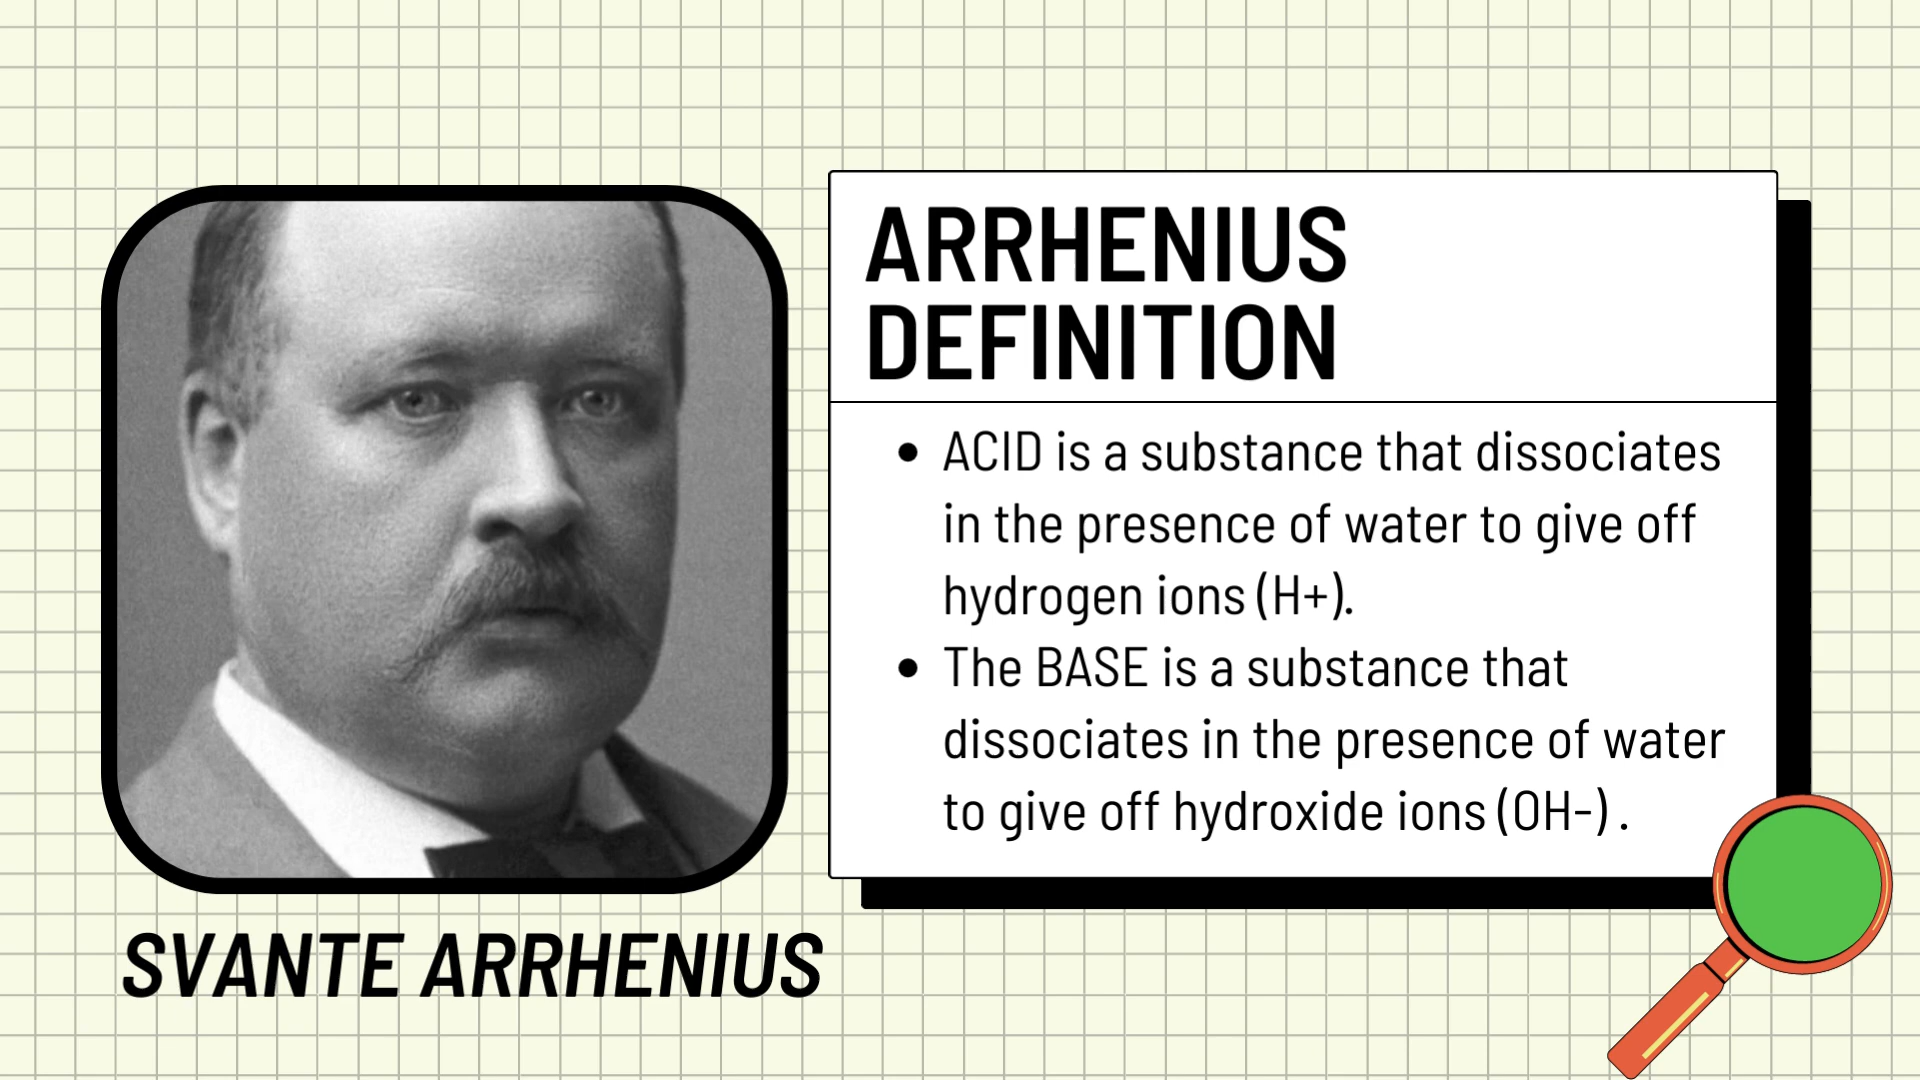 ARRHENIUS
DEFINITION
• ACID is a substance that dissociates
in the presence of water to give off
hydrogen ions (H+).
• The BASE is a substance that
dissociates in the presence of water
to give off hydroxide ions (OH-) .
SVANTE ARRHENIUS